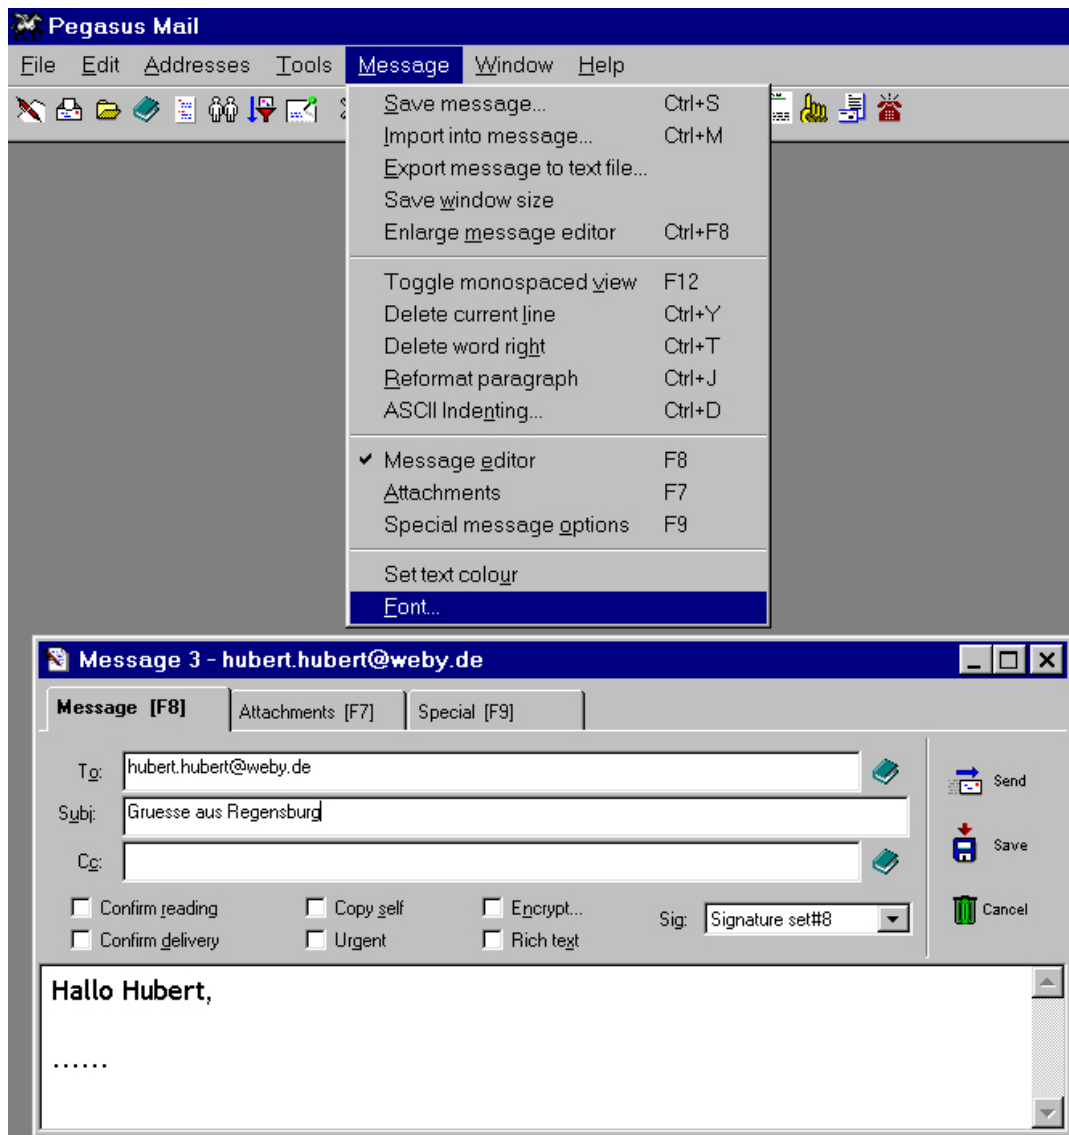 Pegasus Mail
File Edit Addresses Tools Message Window Help
Save message... Ctrl+S
Import into message... Ctrl+M
Export message to text file...
Save window size
Enlarge message editor Ctrl+F8
Toggle monospaced view F12
Delete current line Ctrl+Y
Delete word right Ctrl+T
Reformat paragraph Ctrl+J
ASCII Indenting... Ctrl+D
Message editor F8
Attachments F7
Special message options F9
Set text colour
Font...
Message 3 - hubert.hubert@weby.de
Message [F8] Attachments [F7] Special [F9]
To: hubert.hubert@weby.de
Send
Subj: Gruesse aus Regensburg
Save
Cc:
Confirm reading Copy self Encrypt... Sig: Signature set#8 Cancel
Confirm delivery Urgent Rich text
Hallo Hubert,
......